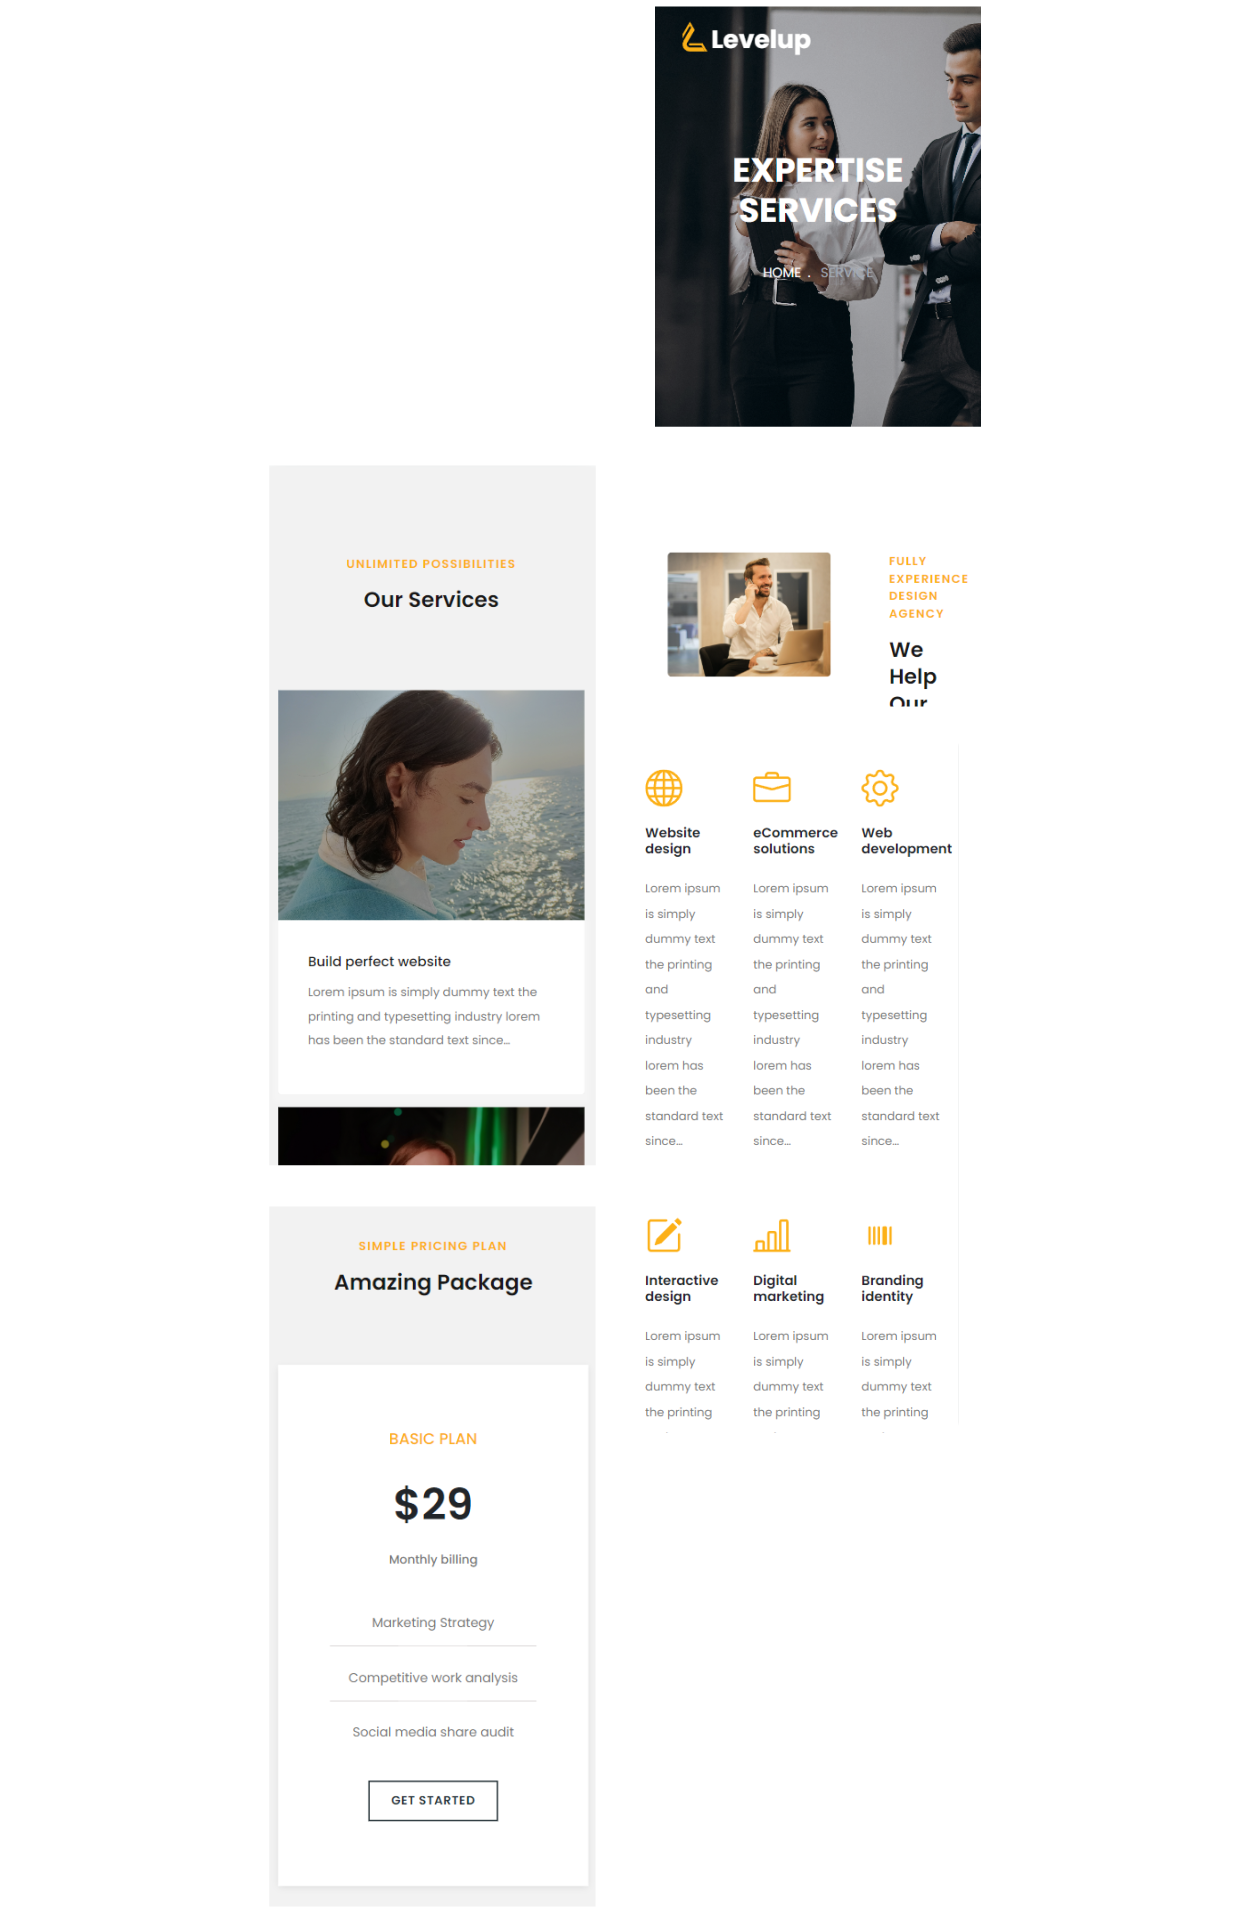 Levelup
EXPERTISE
SERVICES
HOME . SERVICE
UNLIMITED POSSIBILITIES
Our Services
Build perfect website
Lorem ipsum is simply dummy text the
printing and typesetting industry lorem
has been the standard text since...
FULLY
EXPERIENCE
DESIGN
AGENCY
We
Help
Our
Website
design
Lorem ipsum
is simply
dummy text
the printing
and
typesetting
industry
lorem has
been the
standard text
since...
eCommerce
solutions
Lorem ipsum
is simply
dummy text
the printing
and
typesetting
industry
lorem has
been the
standard text
since...
Web
development
Lorem ipsum
is simply
dummy text
the printing
and
typesetting
industry
lorem has
been the
standard text
since...
Interactive
design
Lorem ipsum
is simply
dummy text
the printing
Digital
marketing
Lorem ipsum
is simply
dummy text
the printing
Branding
identity
Lorem ipsum
is simply
dummy text
the printing
SIMPLE PRICING PLAN
Amazing Package
BASIC PLAN
$29
Monthly billing
Marketing Strategy
Competitive work analysis
Social media share audit
GET STARTED